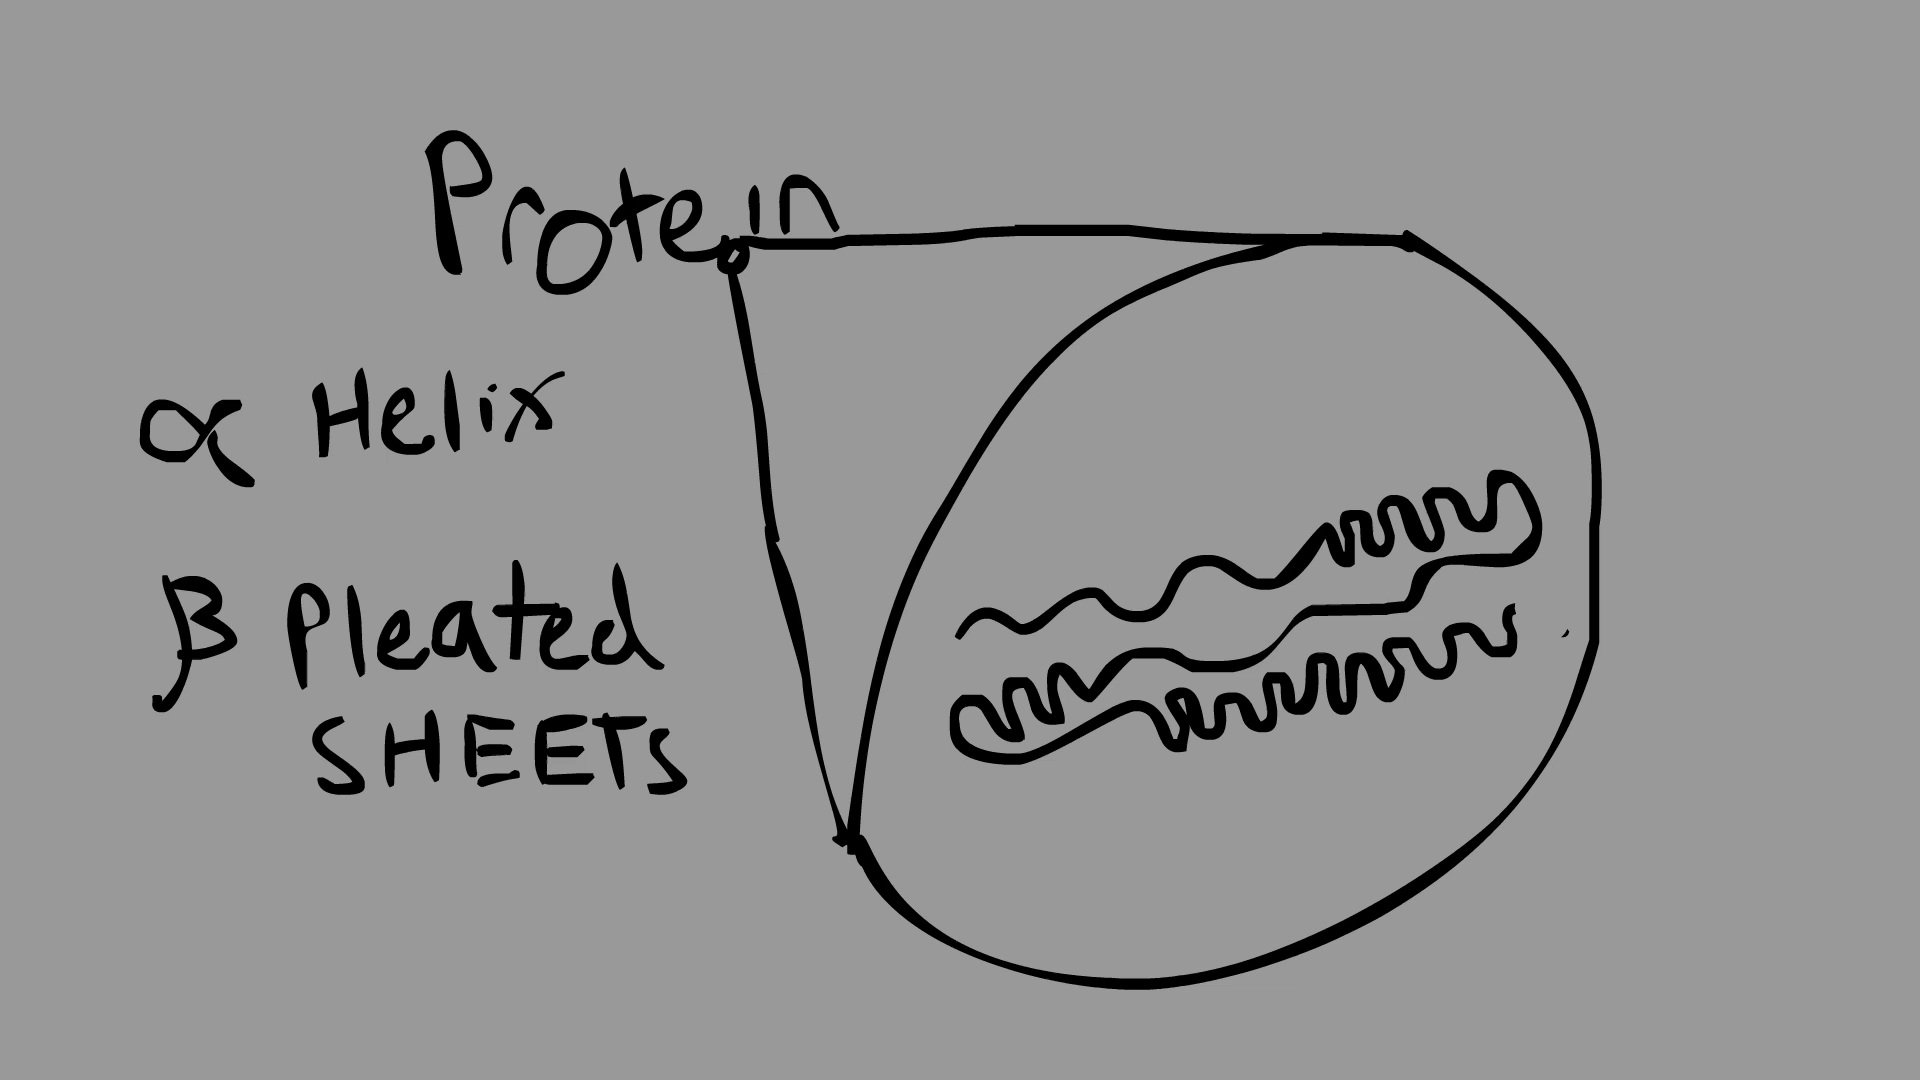 Protein
α Helix
β Pleated
SHEETs